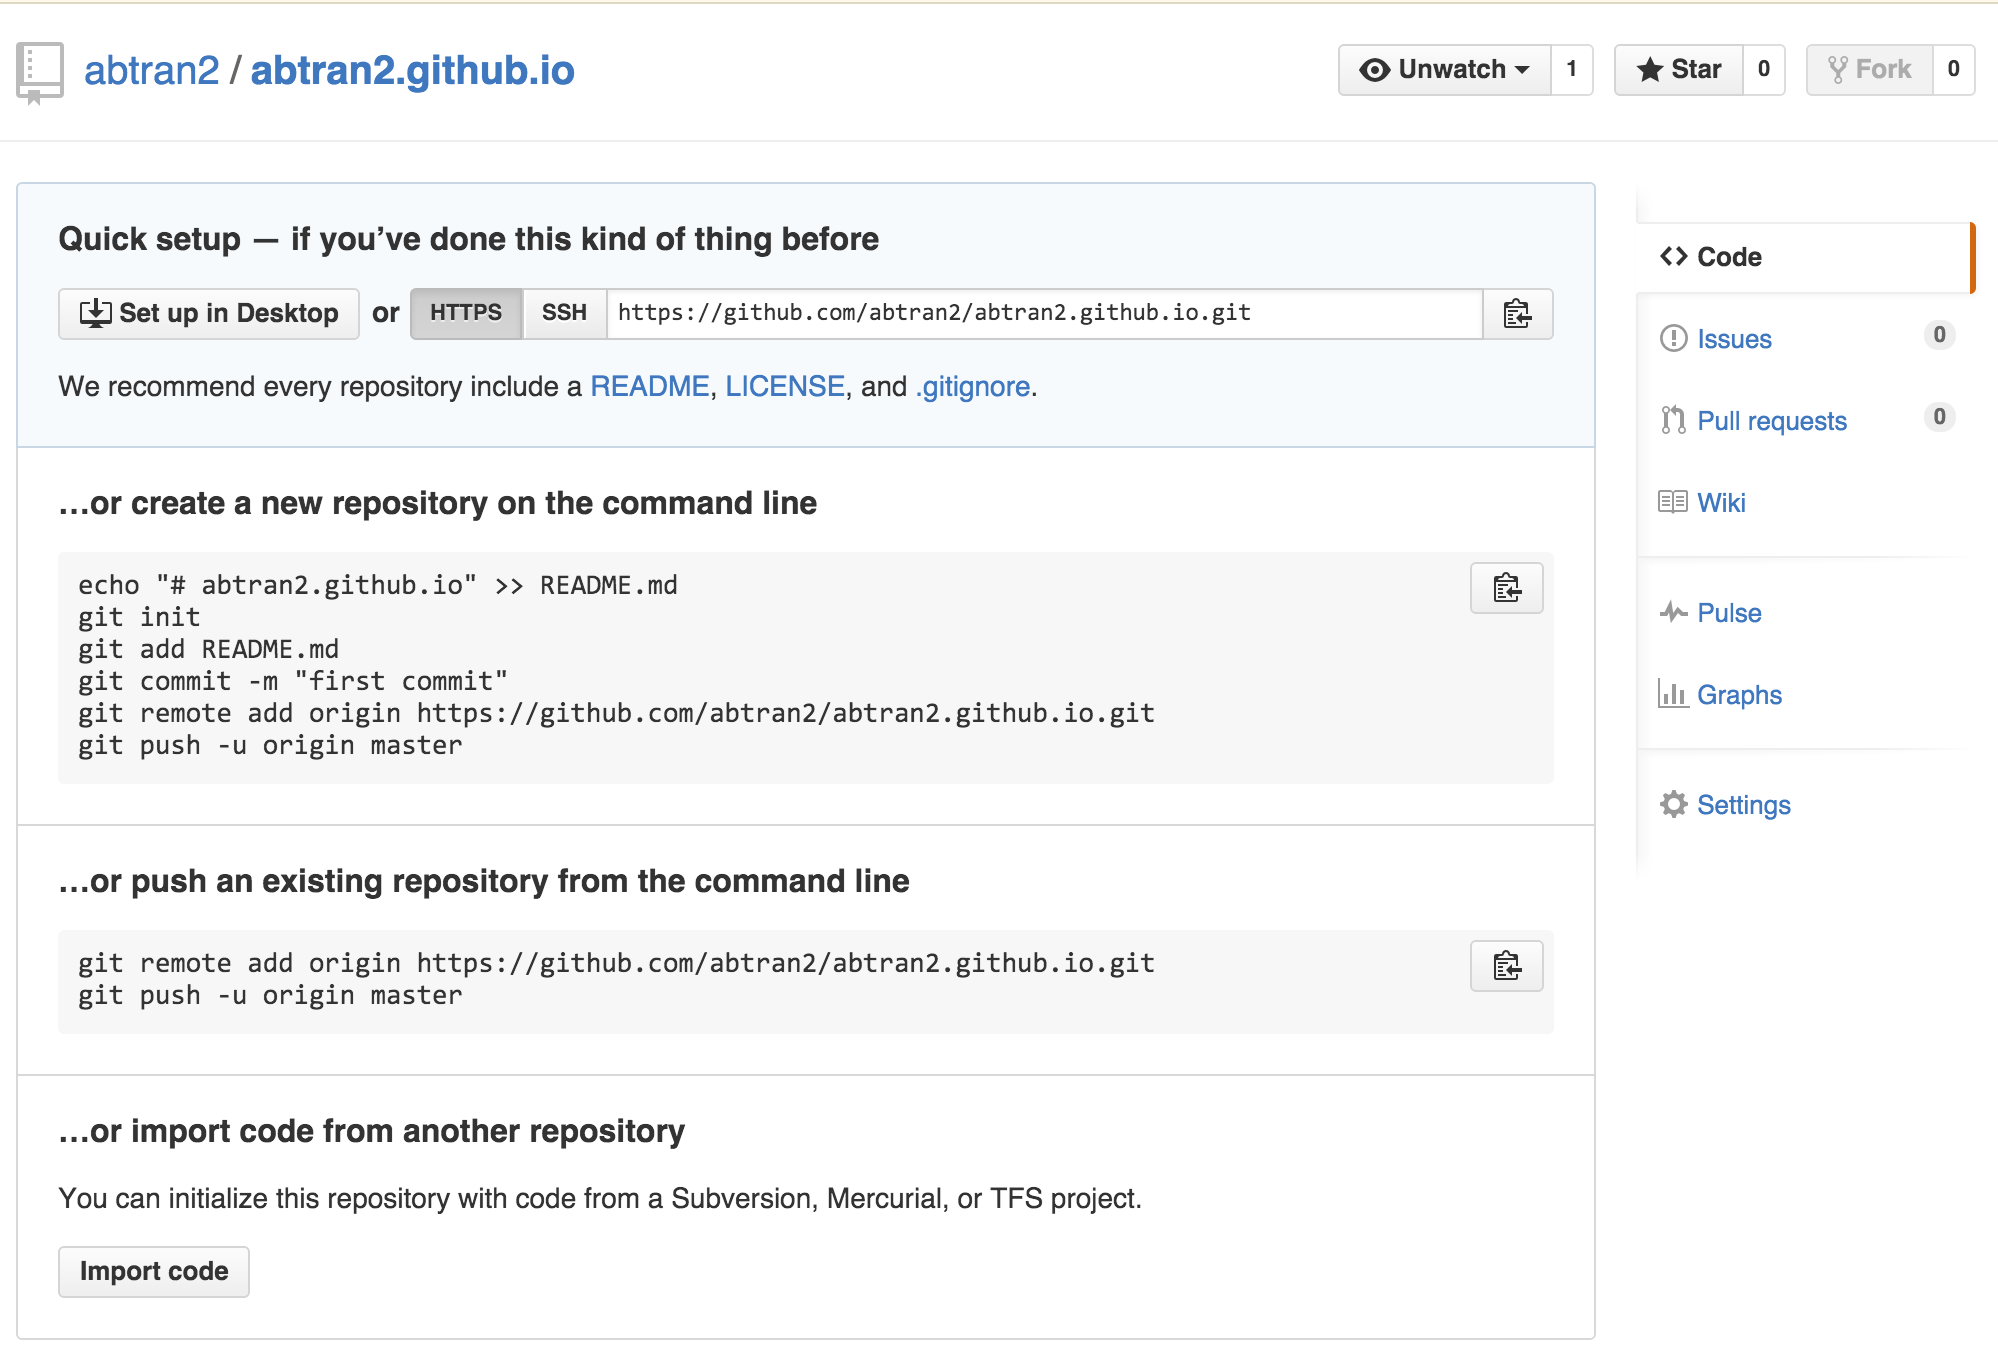 abtran2 / abtran2.github.io
Unwatch 1 Star 0 Fork 0
Quick setup — if you’ve done this kind of thing before
Set up in Desktop or HTTPS SSH https://github.com/abtran2/abtran2.github.io.git
We recommend every repository include a README, LICENSE, and .gitignore.
…or create a new repository on the command line
echo "# abtran2.github.io" >> README.md
git init
git add README.md
git commit -m "first commit"
git remote add origin https://github.com/abtran2/abtran2.github.io.git
git push -u origin master
…or push an existing repository from the command line
git remote add origin https://github.com/abtran2/abtran2.github.io.git
git push -u origin master
…or import code from another repository
You can initialize this repository with code from a Subversion, Mercurial, or TFS project.
Import code
Code
Issues 0
Pull requests 0
Wiki
Pulse
Graphs
Settings